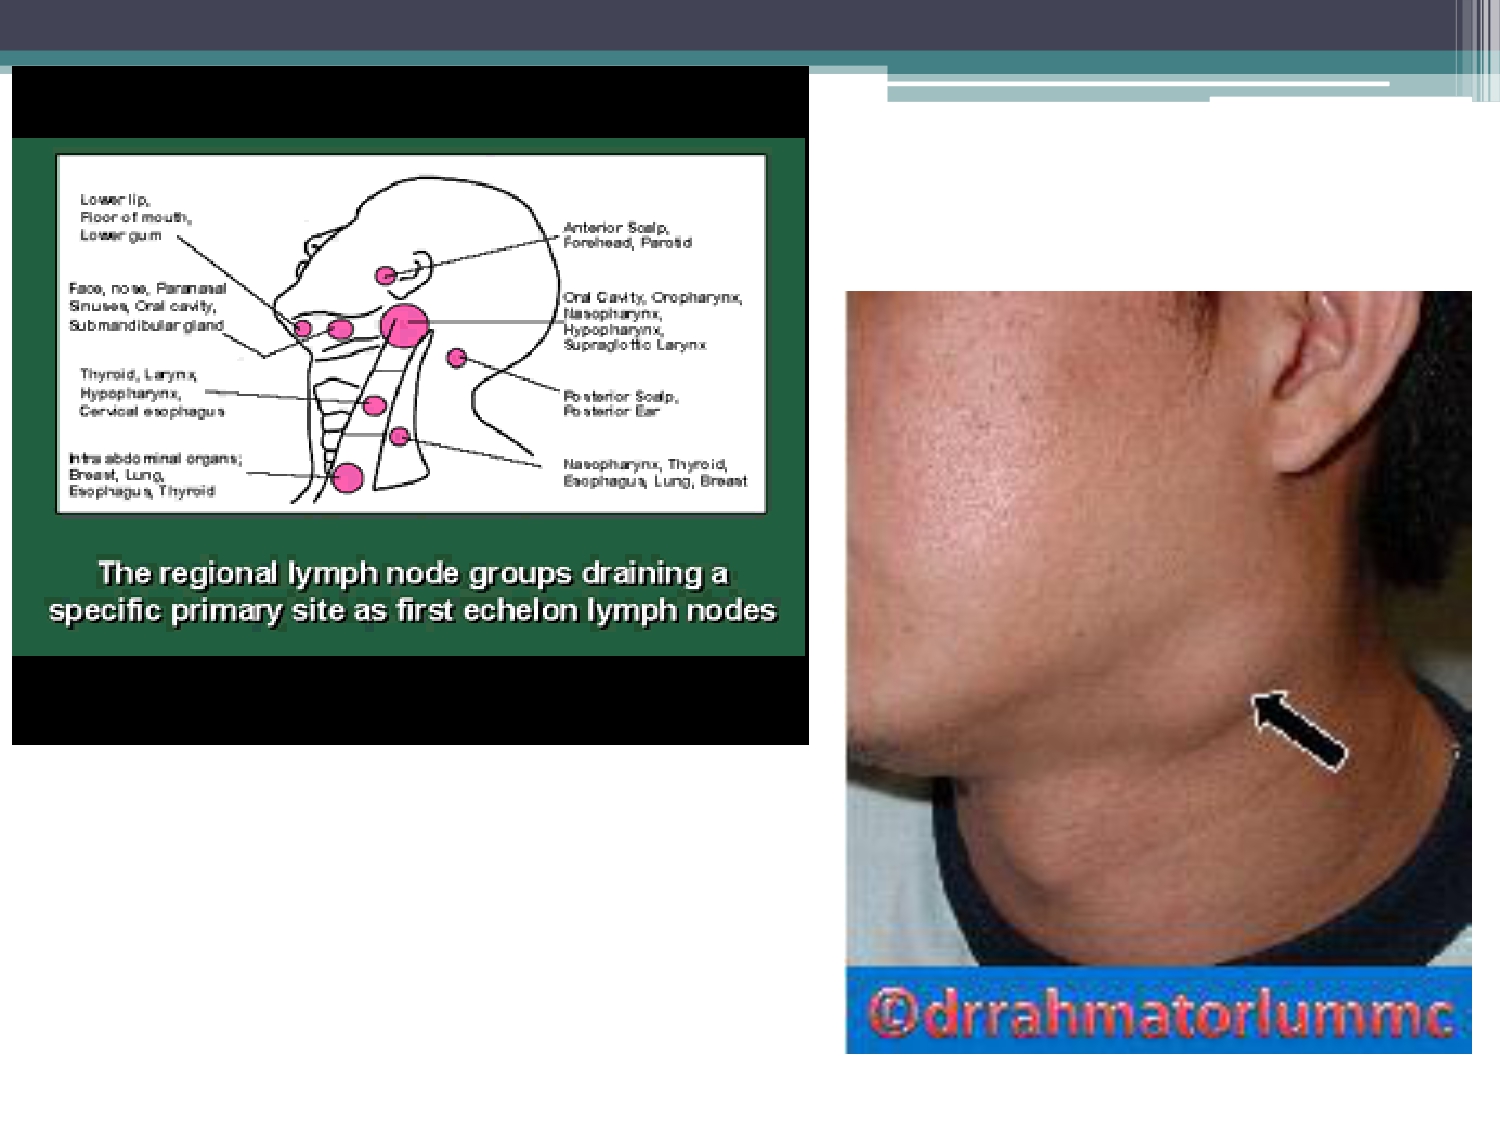 Lower lip,
Floor of mouth,
Lower gum
Face, nose, Paranasal
Sinuses, Oral cavity,
Submandibular gland
Thyroid, Larynx,
Hypopharynx,
Cervical esophagus
Intra abdominal organs;
Breast, Lung,
Esophagus, Thyroid
Anterior Scalp,
Forehead, Parotid
Oral Cavity, Oropharynx,
Nasopharynx,
Hypopharynx,
Supraglottic Larynx
Posterior Scalp,
Posterior Ear
Nasopharynx, Thyroid,
Esophagus, Lung, Breast
The regional lymph node groups draining a
specific primary site as first echelon lymph nodes
©drrahmatorlummc